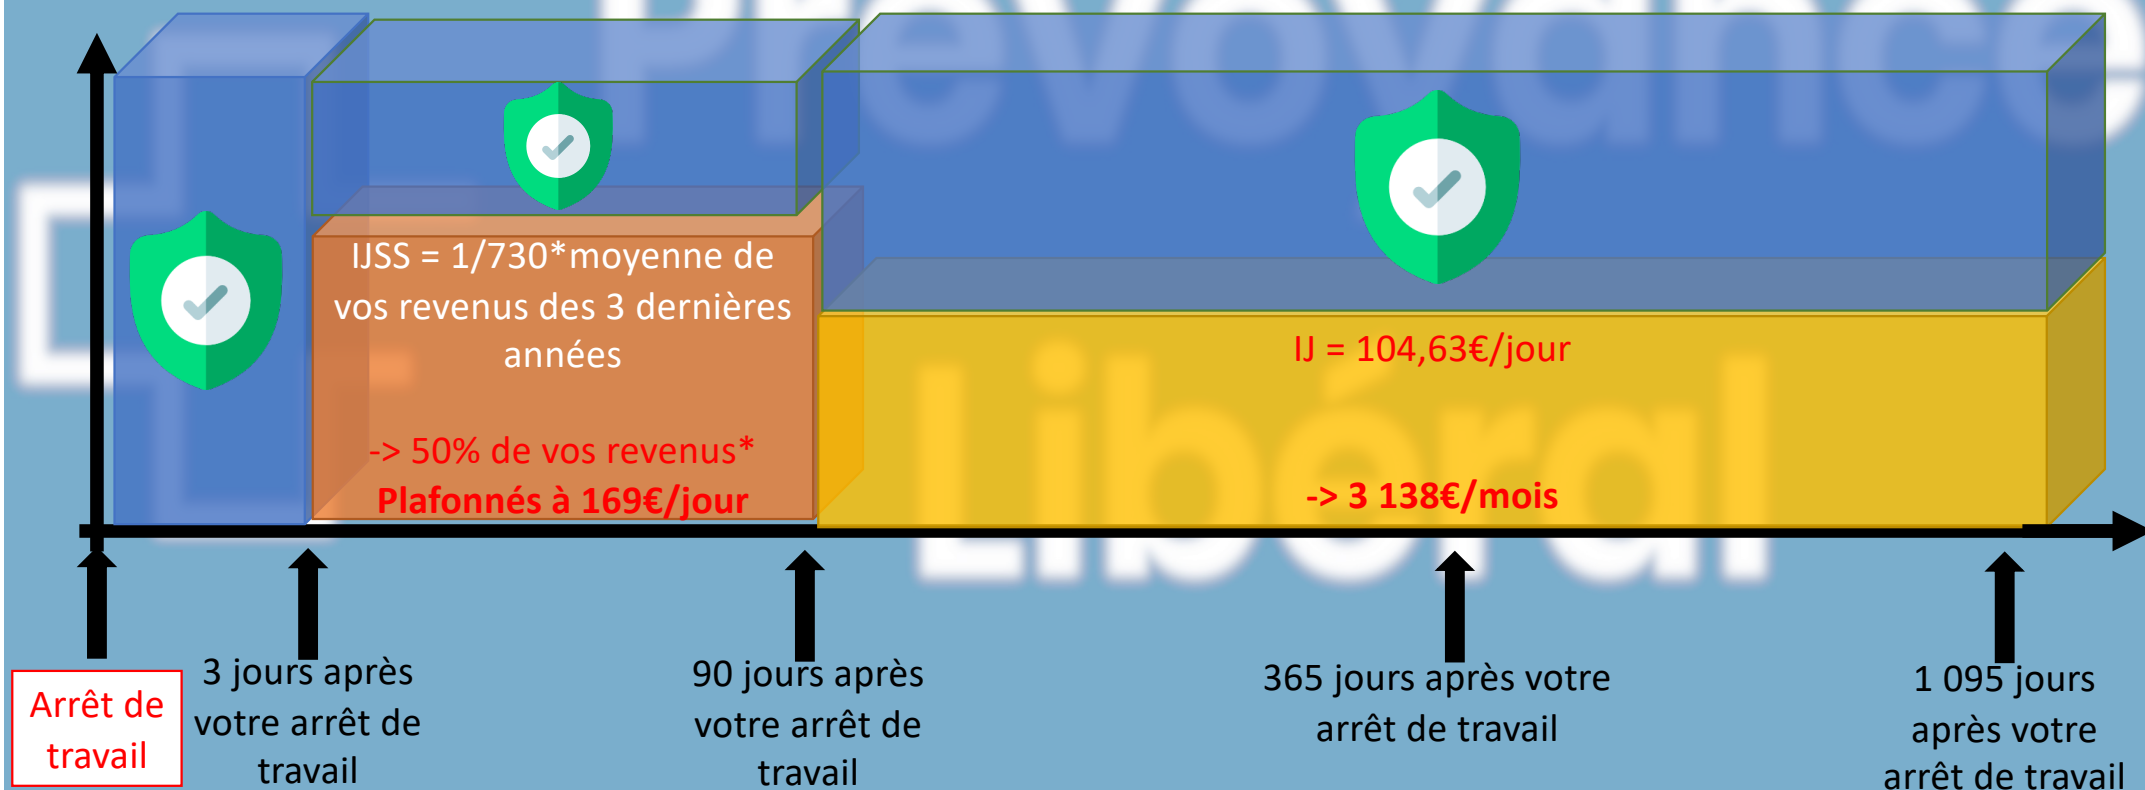 Prévoyance
Libéral
IJSS = 1/730*moyenne de
vos revenus des 3 dernières
années
-> 50% de vos revenus*
Plafonnés à 169€/jour
IJ = 104,63€/jour
-> 3 138€/mois
Arrêt de
travail
3 jours après
votre arrêt de
travail
90 jours après
votre arrêt de
travail
365 jours après votre
arrêt de travail
1 095 jours
après votre
arrêt de travail